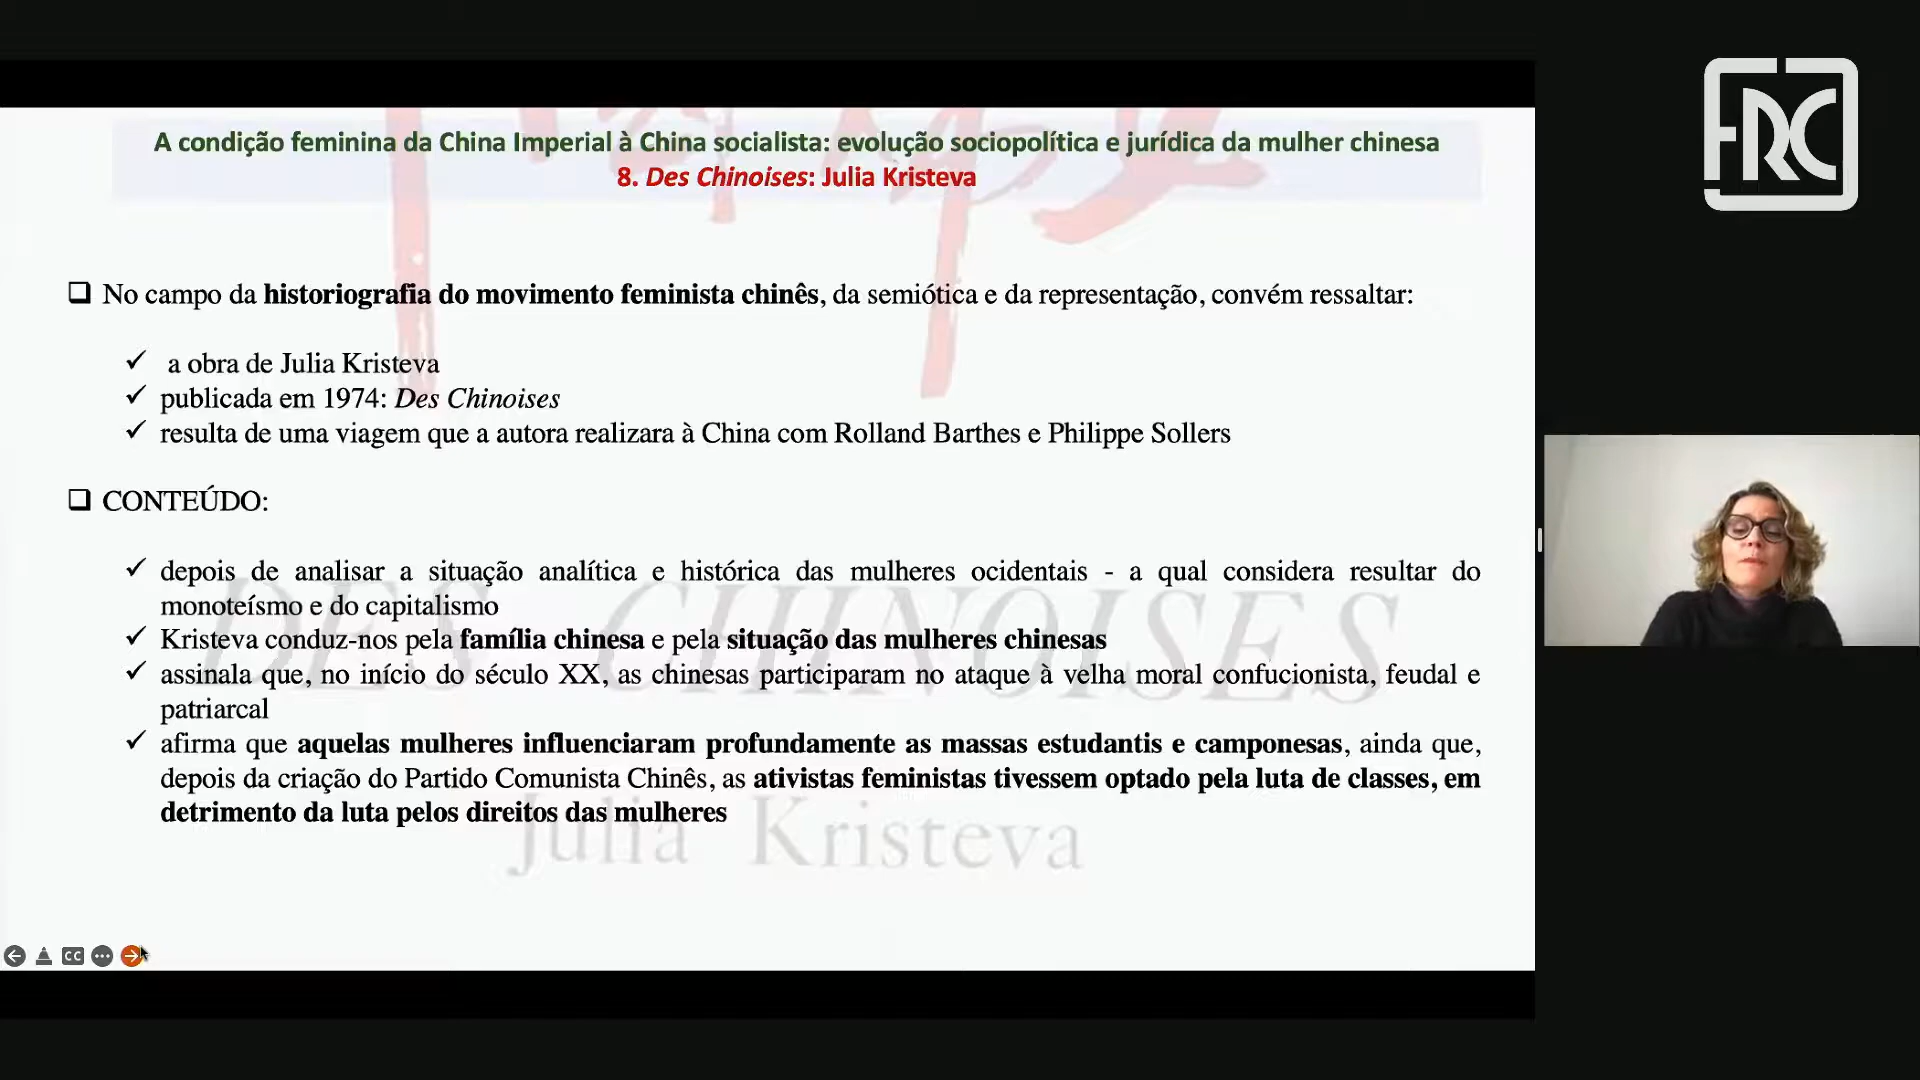 A condição feminina da China Imperial à China socialista: evolução sociopolítica e jurídica da mulher chinesa
8. Des Chinoises: Julia Kristeva
No campo da historiografia do movimento feminista chinês, da semiótica e da representação, convém ressaltar:
a obra de Julia Kristeva
publicada em 1974: Des Chinoises
resulta de uma viagem que a autora realizara à China com Rolland Barthes e Philippe Sollers
CONTEÚDO:
depois de analisar a situação analítica e histórica das mulheres ocidentais - a qual considera resultar do
monoteísmo e do capitalismo
Kristeva conduz-nos pela família chinesa e pela situação das mulheres chinesas
assinala que, no início do século XX, as chinesas participaram no ataque à velha moral confucionista, feudal e
patriarcal
afirma que aquelas mulheres influenciaram profundamente as massas estudantis e camponesas, ainda que,
depois da criação do Partido Comunista Chinês, as ativistas feministas tivessem optado pela luta de classes, em
detrimento da luta pelos direitos das mulheres
DES CHINOISES
Julia Kristeva
CC
FRC